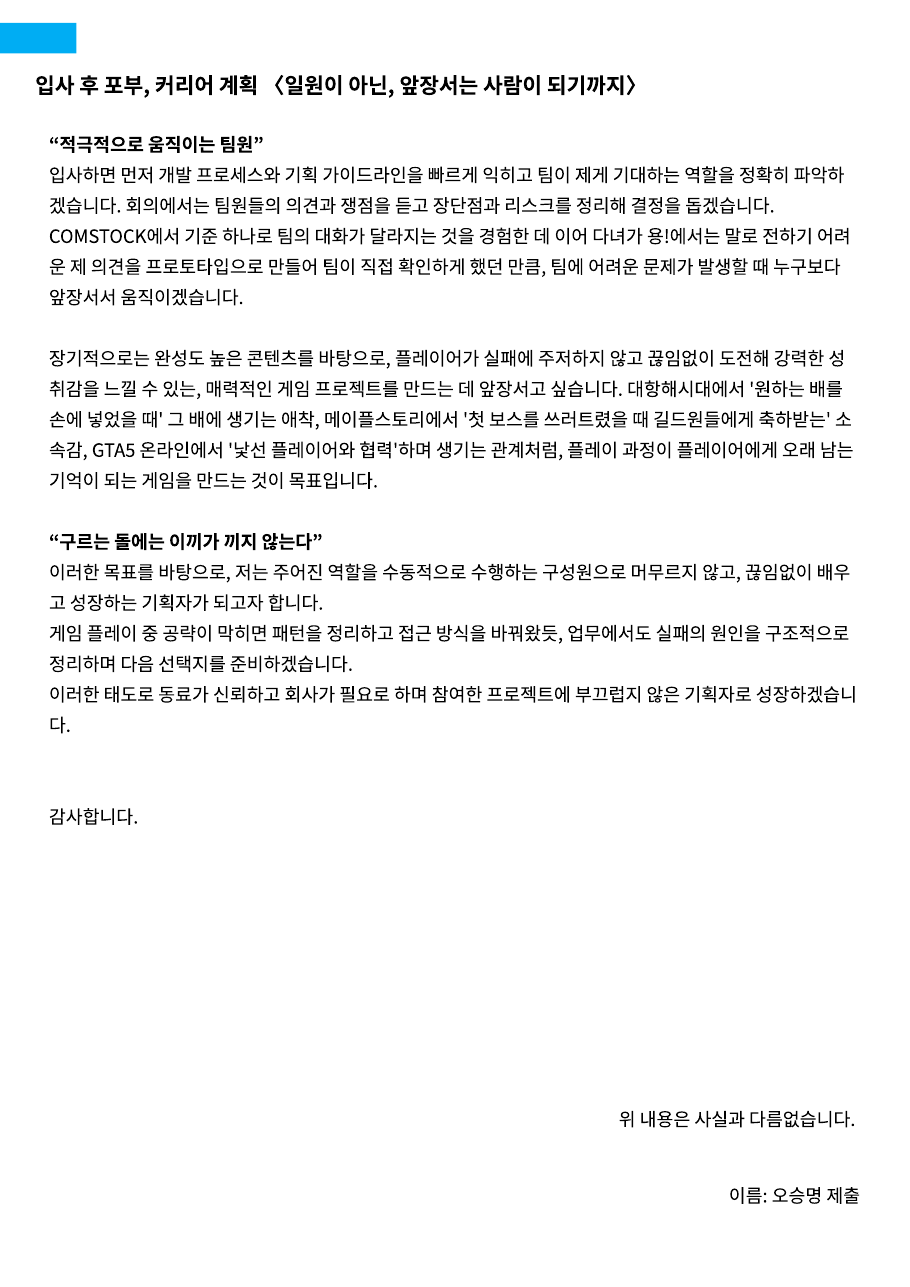 입사 후 포부, 커리어 계획 〈일원이 아닌, 앞장서는 사람이 되기까지〉
“적극적으로 움직이는 팀원”
입사하면 먼저 개발 프로세스와 기획 가이드라인을 빠르게 익히고 팀이 제게 기대하는 역할을 정확히 파악하
겠습니다. 회의에서는 팀원들의 의견과 쟁점을 듣고 장단점과 리스크를 정리해 결정을 돕겠습니다.
COMSTOCK에서 기준 하나로 팀의 대화가 달라지는 것을 경험한 데 이어 다녀가 용!에서는 말로 전하기 어려
운 제 의견을 프로토타입으로 만들어 팀이 직접 확인하게 했던 만큼, 팀에 어려운 문제가 발생할 때 누구보다
앞장서서 움직이겠습니다.
장기적으로는 완성도 높은 콘텐츠를 바탕으로, 플레이어가 실패에 주저하지 않고 끊임없이 도전해 강력한 성
취감을 느낄 수 있는, 매력적인 게임 프로젝트를 만드는 데 앞장서고 싶습니다. 대항해시대에서 '원하는 배를
손에 넣었을 때' 그 배에 생기는 애착, 메이플스토리에서 '첫 보스를 쓰러트렸을 때 길드원들에게 축하받는' 소
속감, GTA5 온라인에서 '낯선 플레이어와 협력'하며 생기는 관계처럼, 플레이 과정이 플레이어에게 오래 남는
기억이 되는 게임을 만드는 것이 목표입니다.
“구르는 돌에는 이끼가 끼지 않는다”
이러한 목표를 바탕으로, 저는 주어진 역할을 수동적으로 수행하는 구성원으로 머무르지 않고, 끊임없이 배우
고 성장하는 기획자가 되고자 합니다.
게임 플레이 중 공략이 막히면 패턴을 정리하고 접근 방식을 바꿔왔듯, 업무에서도 실패의 원인을 구조적으로
정리하며 다음 선택지를 준비하겠습니다.
이러한 태도로 동료가 신뢰하고 회사가 필요로 하며 참여한 프로젝트에 부끄럽지 않은 기획자로 성장하겠습니
다.
감사합니다.
위 내용은 사실과 다름없습니다.
이름: 오승명 제출